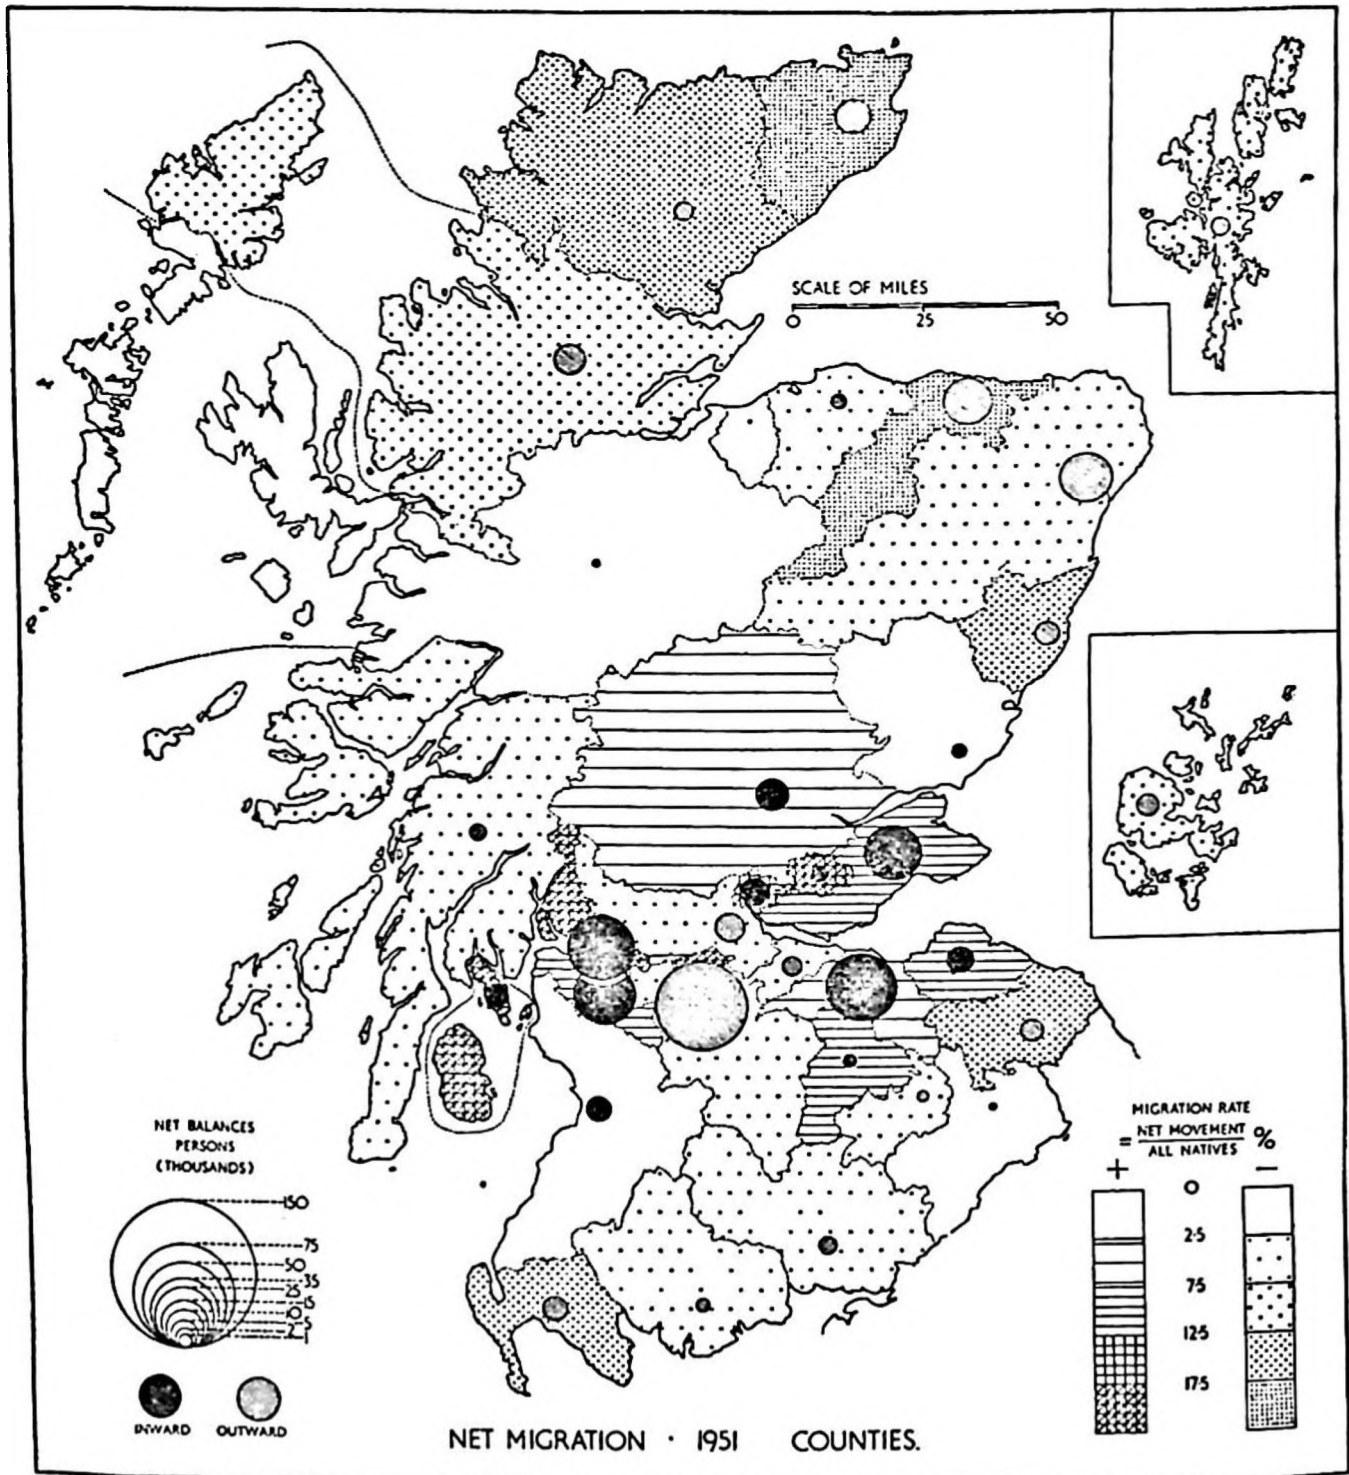 SCALE OF MILES
0 25 50
NET BALANCES
PERSONS
(THOUSANDS)
150
75
50
35
25
15
10
5
2
1
INWARD OUTWARD
MIGRATION RATE
= NET MOVEMENT %
ALL NATIVES
+ −
0
2·5
7·5
12·5
17·5
NET MIGRATION · 1951 COUNTIES.